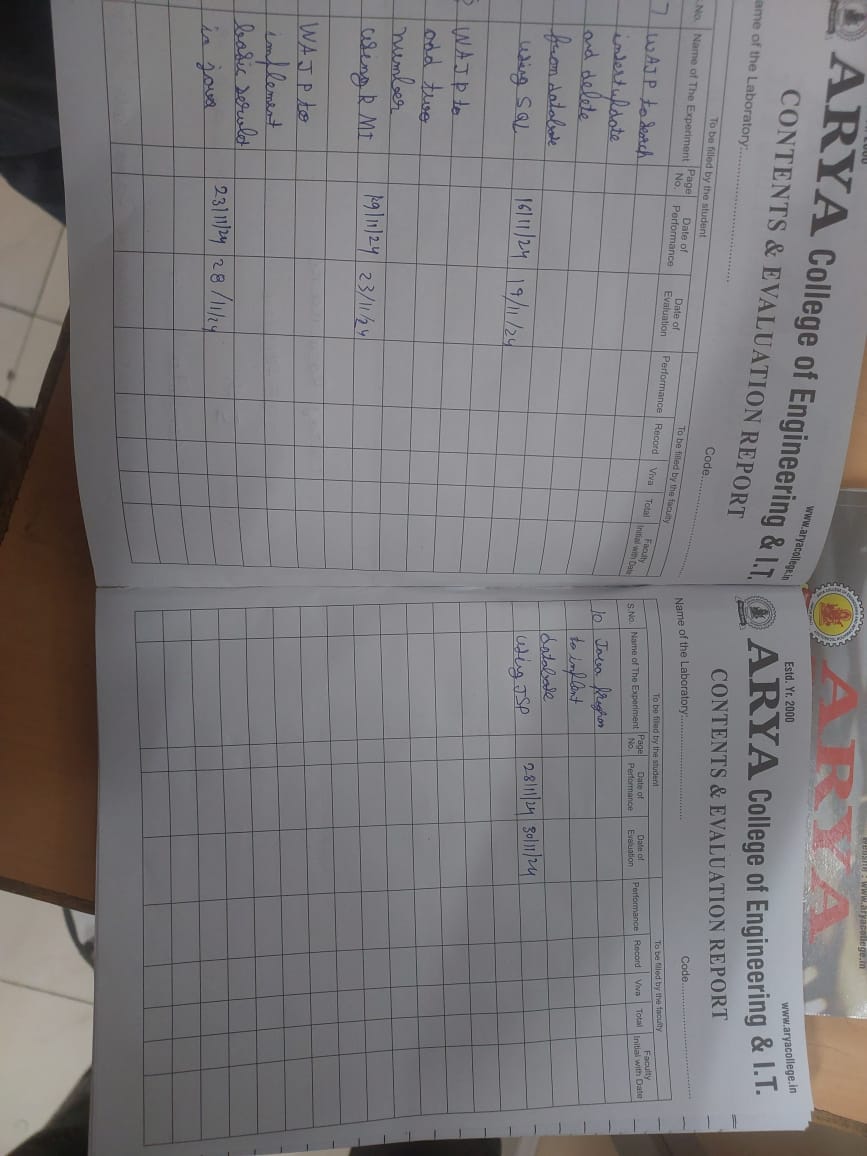 ARYA College of Engineering & I.T.
www.aryacollege.in
CONTENTS & EVALUATION REPORT
ame of the Laboratory:
Code
To be filled by the student
To be filled by the faculty
.No.
Name of The Experiment
Page No.
Date of Performance
Date of Evaluation
Performance
Record
Viva
Total
Faculty Initial with Date
7
WAJP to
insert
and delete
from database
using SQL
16/11/24
19/11/24
WAJP to
add two
number
using RMI
19/11/24
23/11/24
WAJP to
implement
basic
in java
23/11/24
28/11/24
Estd. Yr. 2000
www.aryacollege.in
ARYA College of Engineering & I.T.
CONTENTS & EVALUATION REPORT
Name of the Laboratory:
Code
To be filled by the student
To be filled by the faculty
S.No.
Name of The Experiment
Page No.
Date of Performance
Date of Evaluation
Performance
Record
Viva
Total
Faculty Initial with Date
10
Java
to
database
using JSP
28/11/24
30/11/24
ARYA
www.aryacollege.in